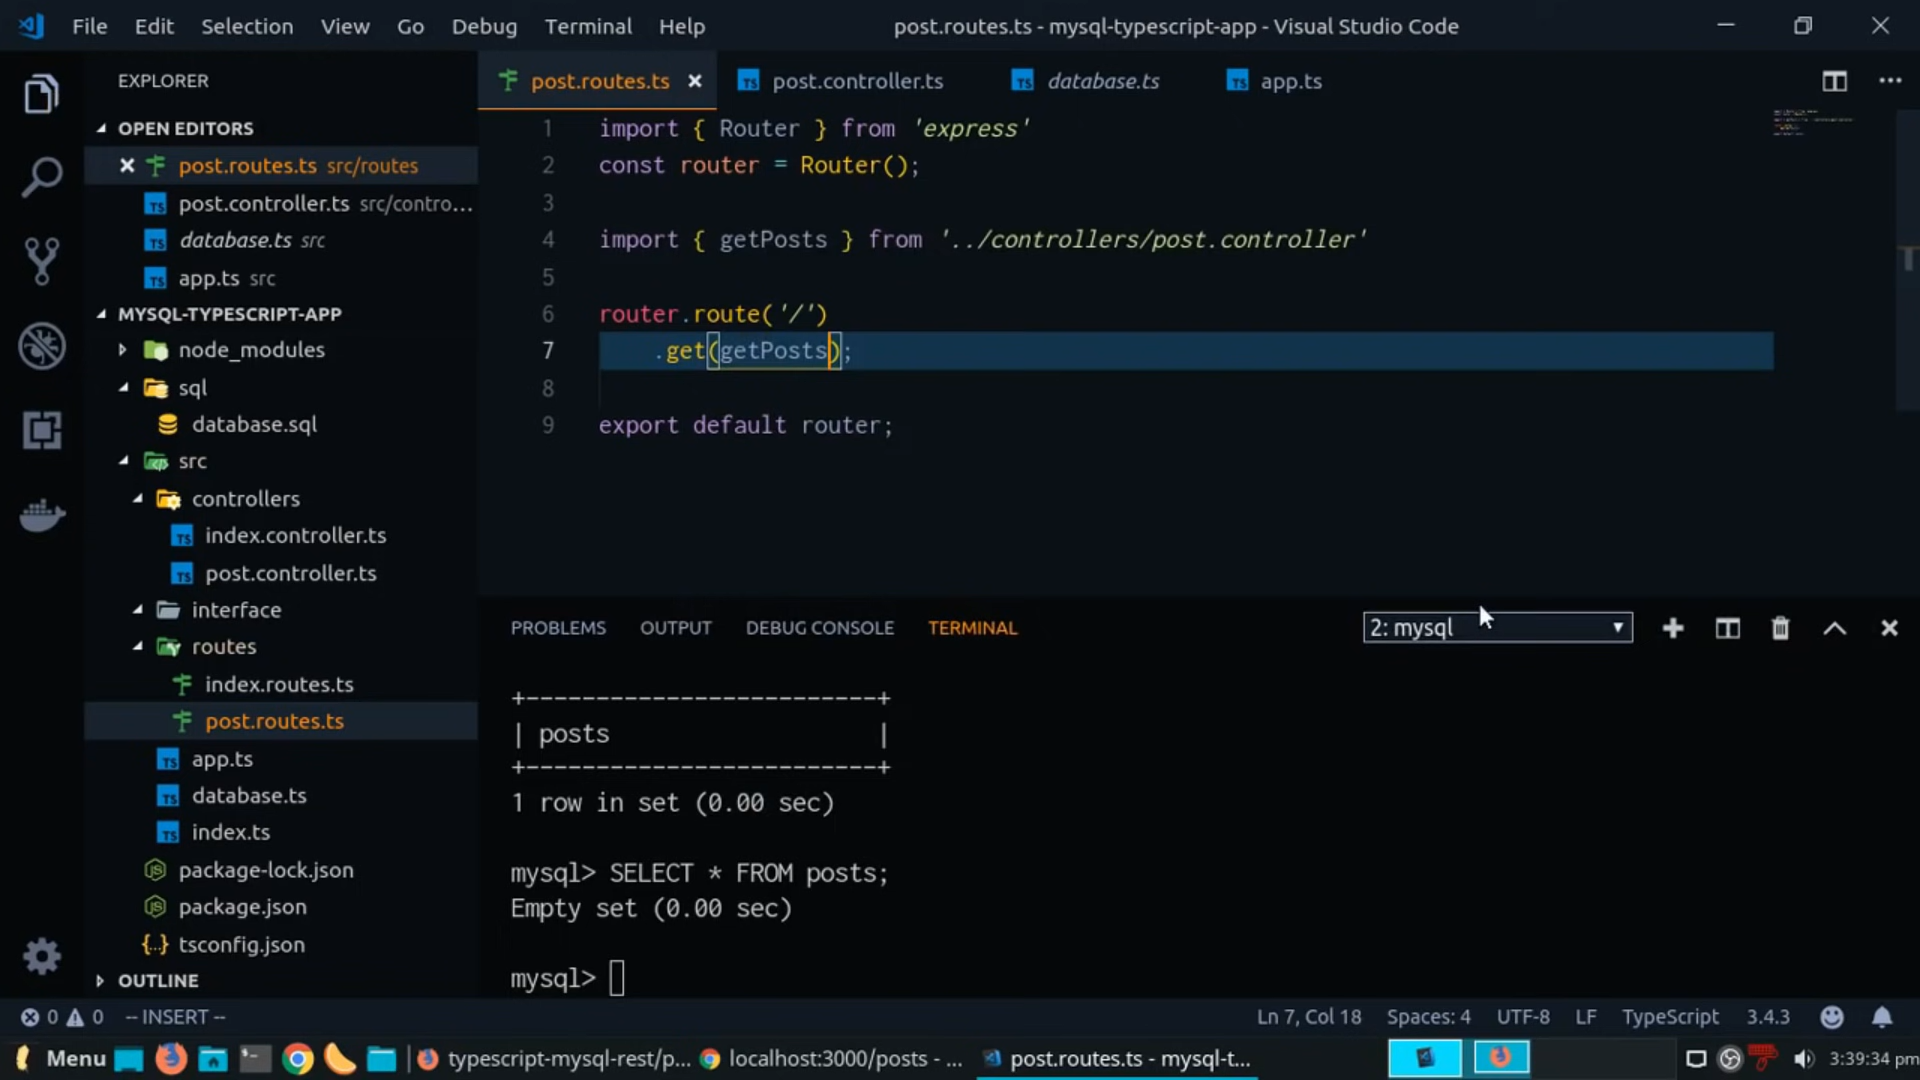 File Edit Selection View Go Debug Terminal Help
post.routes.ts - mysql-typescript-app - Visual Studio Code
EXPLORER
OPEN EDITORS
post.routes.ts src/routes
post.controller.ts src/contro...
database.ts src
app.ts src
MYSQL-TYPESCRIPT-APP
node_modules
sql
database.sql
src
controllers
index.controller.ts
post.controller.ts
interface
routes
index.routes.ts
post.routes.ts
app.ts
database.ts
index.ts
package-lock.json
package.json
tsconfig.json
OUTLINE
post.routes.ts post.controller.ts database.ts app.ts
1 import { Router } from 'express'
2 const router = Router();
3
4 import { getPosts } from '../controllers/post.controller'
5
6 router.route('/')
7 .get(getPosts);
8
9 export default router;
PROBLEMS OUTPUT DEBUG CONSOLE TERMINAL 2: mysql
+------------------------+
| posts |
+------------------------+
1 row in set (0.00 sec)
mysql> SELECT * FROM posts;
Empty set (0.00 sec)
mysql>
0 0 -- INSERT -- Ln 7, Col 18 Spaces: 4 UTF-8 LF TypeScript 3.4.3
Menu typescript-mysql-rest/p... localhost:3000/posts - ... post.routes.ts - mysql-t... 3:39:34 pm